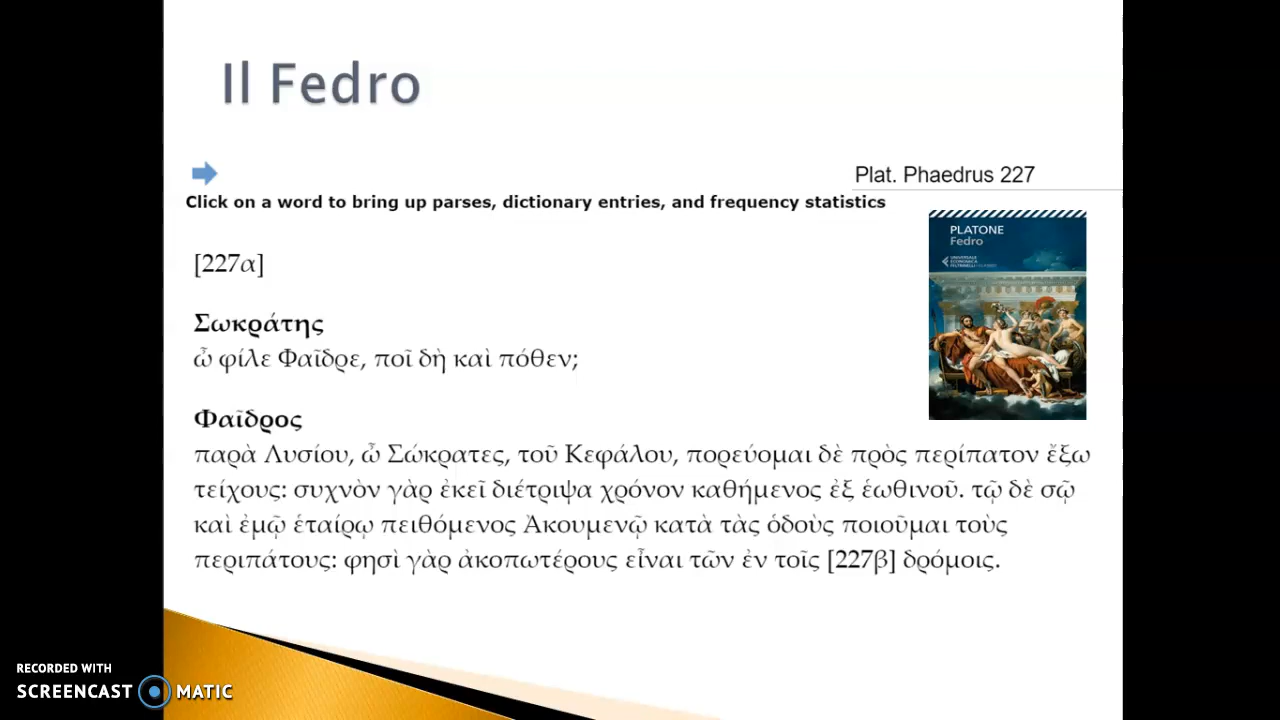 Il Fedro
Plat. Phaedrus 227
Click on a word to bring up parses, dictionary entries, and frequency statistics
PLATONE
Fedro
UNIVERSALE
ECONOMICA
FELTRINELLI
[227α]
Σωκράτης
ὦ φίλε Φαῖδρε, ποῖ δὴ καὶ πόθεν;
Φαῖδρος
παρὰ Λυσίου, ὦ Σώκρατες, τοῦ Κεφάλου, πορεύομαι δὲ πρὸς περίπατον ἔξω
τείχους: συχνὸν γὰρ ἐκεῖ διέτριψα χρόνον καθήμενος ἐξ ἑωθινοῦ. τῷ δὲ σῷ
καὶ ἐμῷ ἑταίρῳ πειθόμενος Ἀκουμενῷ κατὰ τὰς ὁδοὺς ποιοῦμαι τοὺς
περιπάτους: φησὶ γὰρ ἀκοπωτέρους εἶναι τῶν ἐν τοῖς [227β] δρόμοις.
RECORDED WITH
SCREENCAST MATIC